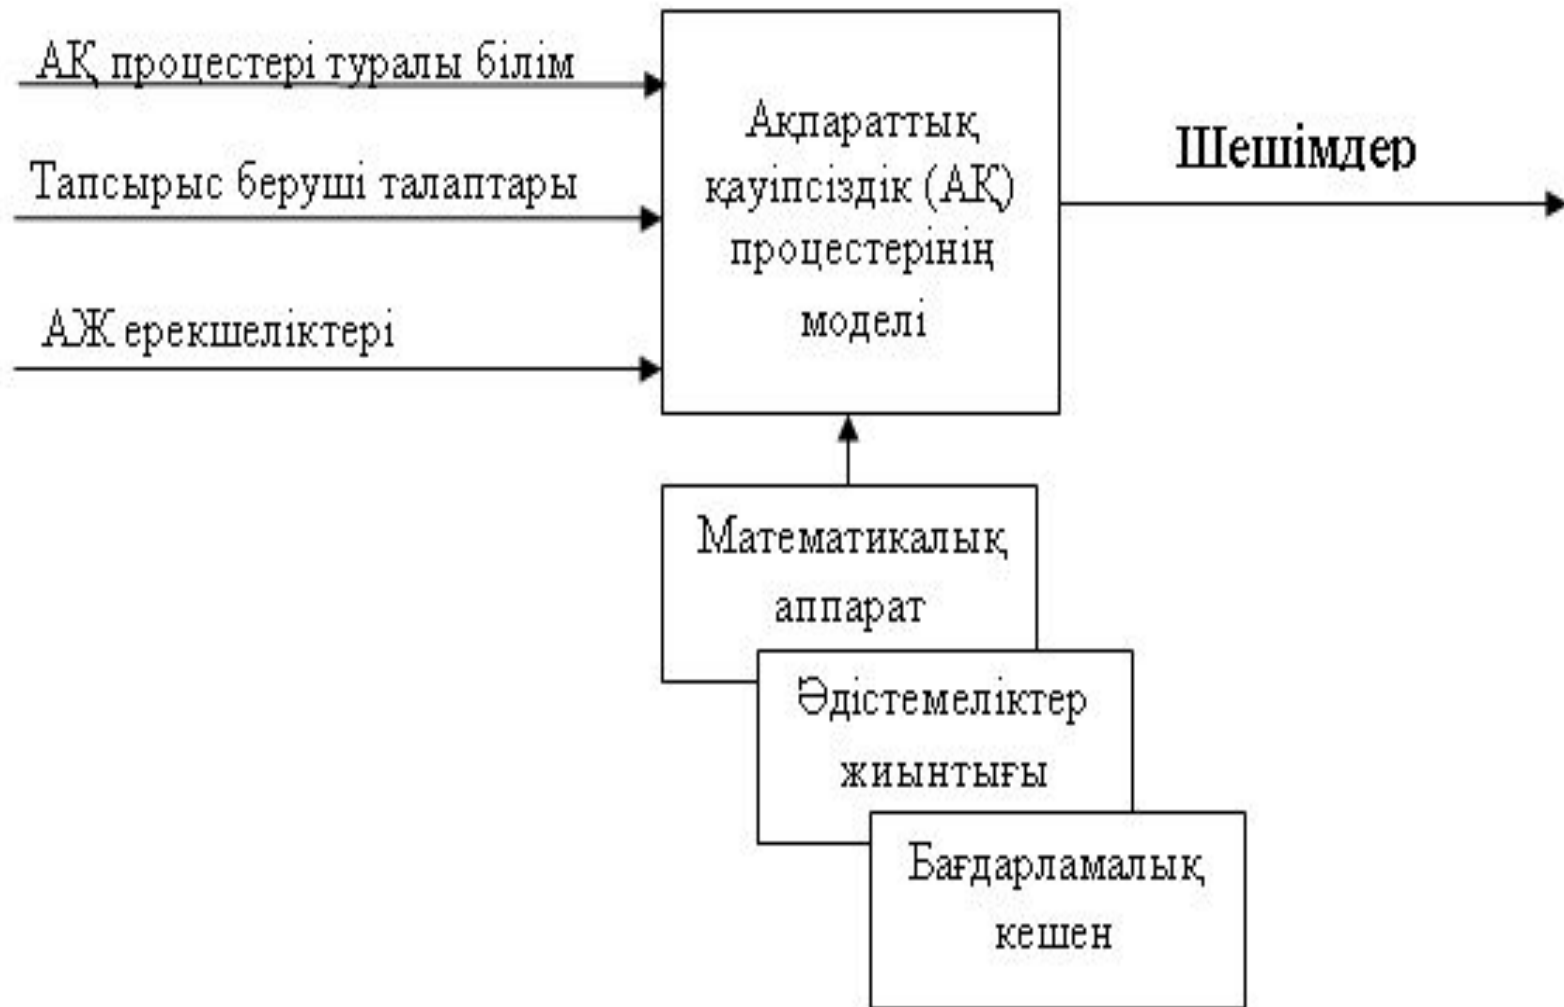 АҚ процестері туралы білім
Тапсырыс беруші талаптары
АЖ ерекшеліктері
Ақпараттық
қауіпсіздік (АҚ)
процестерінің
моделі
Шешімдер
Математикалық
аппарат
Әдістемеліктер
жиынтығы
Бағдарламалық
кешен